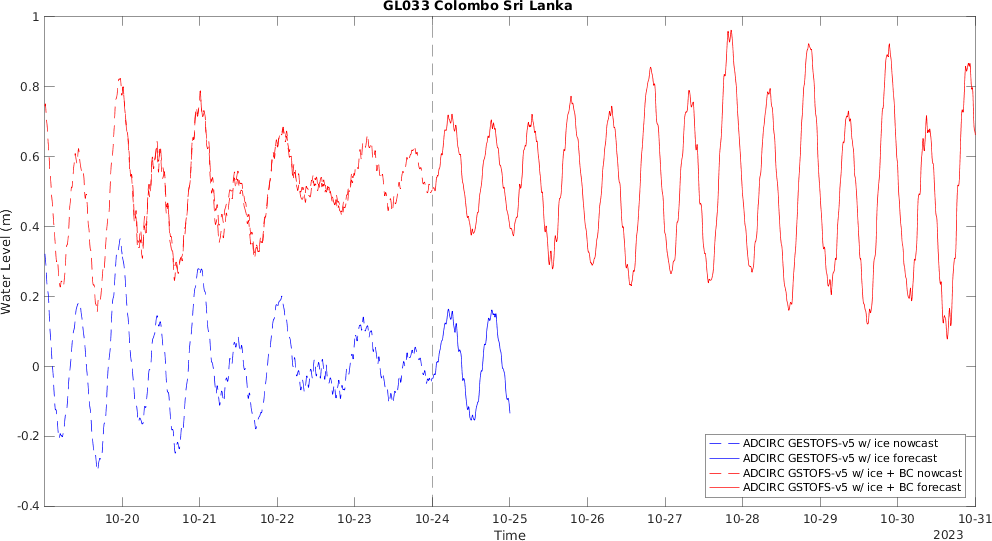 GL033 Colombo Sri Lanka
1
0.8
0.6
0.4
0.2
0
-0.2
-0.4
Water Level (m)
ADCIRC GESTOFS-v5 w/ ice nowcast
ADCIRC GESTOFS-v5 w/ ice forecast
ADCIRC GSTOFS-v5 w/ ice + BC nowcast
ADCIRC GSTOFS-v5 w/ ice + BC forecast
10-20 10-21 10-22 10-23 10-24 10-25 10-26 10-27 10-28 10-29 10-30 10-31
Time
2023